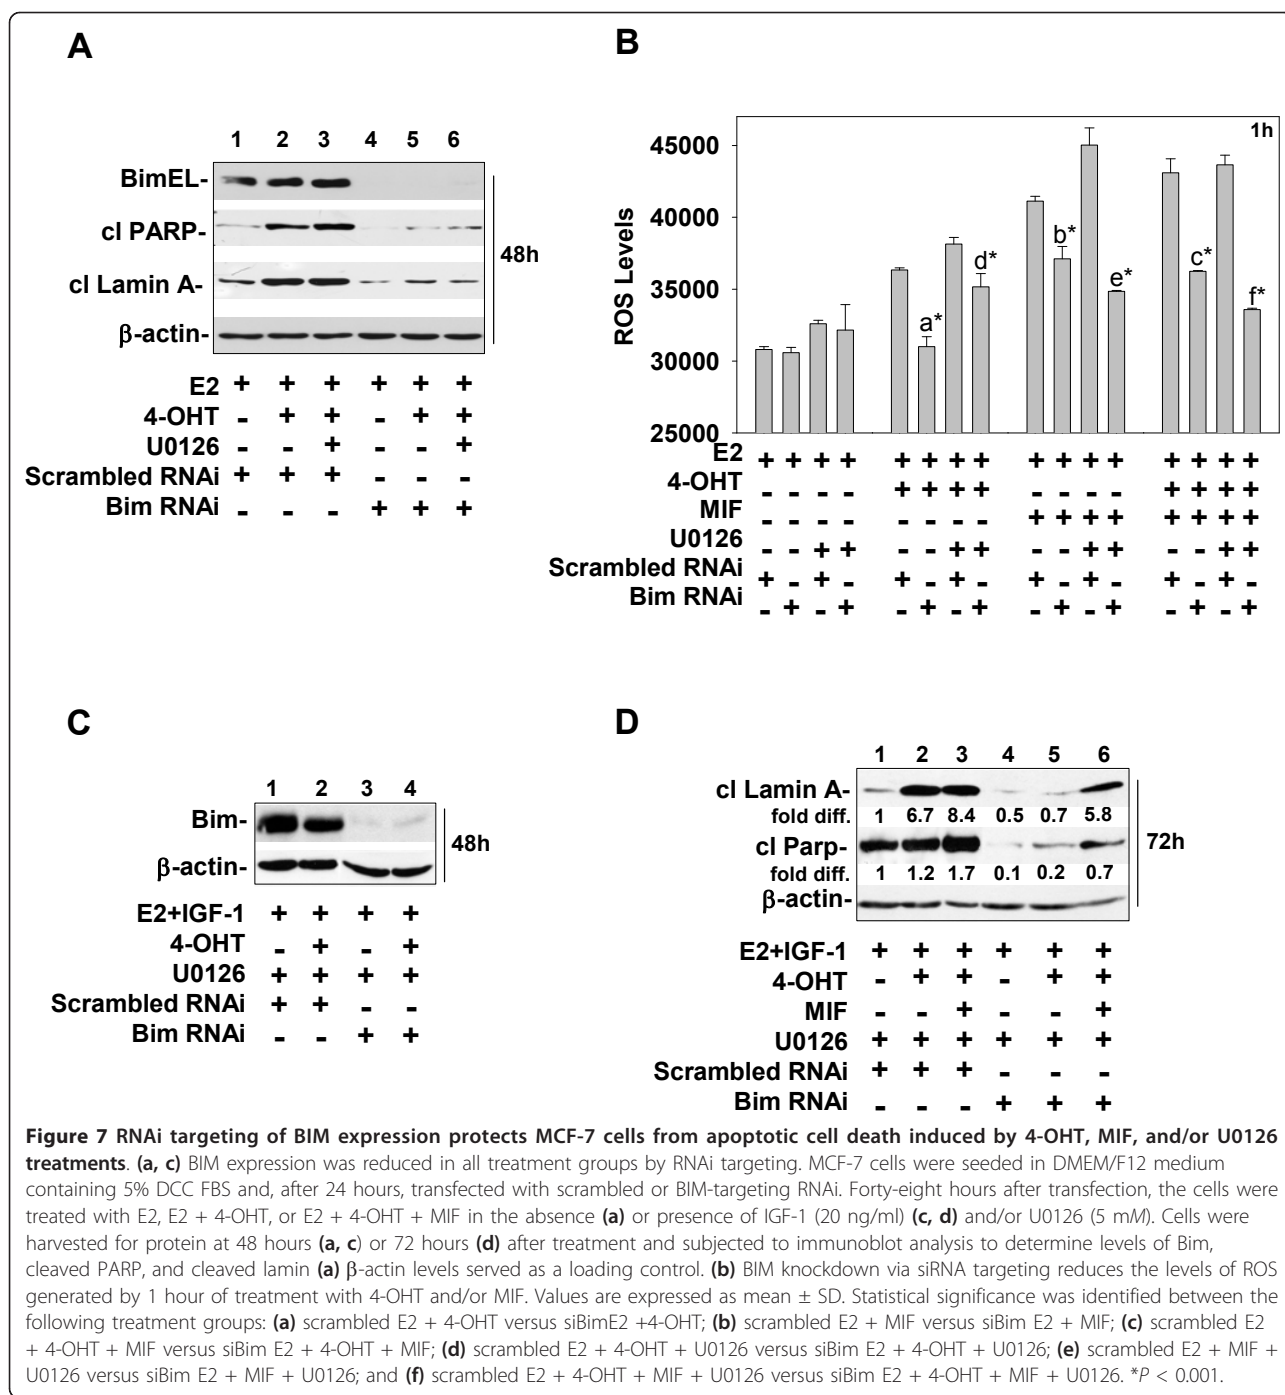 A
1 2 3 4 5 6
BimEL-
cl PARP-
cl Lamin A-
β-actin-
48h
E2 + + + + + +
4-OHT - + + - + +
U0126 - - + - - +
Scrambled RNAi + + + - - -
Bim RNAi - - - + + +
B
1h
ROS Levels
45000
40000
35000
30000
25000
a*
d*
b*
e*
c*
f*
E2 + + + + + + + + + + + + + + + +
4-OHT - - - - + + + + - - - - + + + +
MIF - - - - - - - - + + + + + + + +
U0126 - - + + - - + + - - + + - - + +
Scrambled RNAi + - + - + - + - + - + - + - + -
Bim RNAi - + - + - + - + - + - + - + - +
C
1 2 3 4
Bim-
β-actin-
48h
E2+IGF-1 + + + +
4-OHT - + - +
U0126 + + + +
Scrambled RNAi + + - -
Bim RNAi - - + +
D
1 2 3 4 5 6
cl Lamin A-
fold diff. 1 6.7 8.4 0.5 0.7 5.8
cl Parp-
fold diff. 1 1.2 1.7 0.1 0.2 0.7
β-actin-
72h
E2+IGF-1 + + + + + +
4-OHT - + + - + +
MIF - - + - - +
U0126 + + + + + +
Scrambled RNAi + + + - - -
Bim RNAi - - - + + +
Figure 7 RNAi targeting of BIM expression protects MCF-7 cells from apoptotic cell death induced by 4-OHT, MIF, and/or U0126
treatments. (a, c) BIM expression was reduced in all treatment groups by RNAi targeting. MCF-7 cells were seeded in DMEM/F12 medium
containing 5% DCC FBS and, after 24 hours, transfected with scrambled or BIM-targeting RNAi. Forty-eight hours after transfection, the cells were
treated with E2, E2 + 4-OHT, or E2 + 4-OHT + MIF in the absence (a) or presence of IGF-1 (20 ng/ml) (c, d) and/or U0126 (5 mM). Cells were
harvested for protein at 48 hours (a, c) or 72 hours (d) after treatment and subjected to immunoblot analysis to determine levels of Bim,
cleaved PARP, and cleaved lamin (a) β-actin levels served as a loading control. (b) BIM knockdown via siRNA targeting reduces the levels of ROS
generated by 1 hour of treatment with 4-OHT and/or MIF. Values are expressed as mean ± SD. Statistical significance was identified between the
following treatment groups: (a) scrambled E2 + 4-OHT versus siBimE2 +4-OHT; (b) scrambled E2 + MIF versus siBim E2 + MIF; (c) scrambled E2
+ 4-OHT + MIF versus siBim E2 + 4-OHT + MIF; (d) scrambled E2 + 4-OHT + U0126 versus siBim E2 + 4-OHT + U0126; (e) scrambled E2 + MIF +
U0126 versus siBim E2 + MIF + U0126; and (f) scrambled E2 + 4-OHT + MIF + U0126 versus siBim E2 + 4-OHT + MIF + U0126. *P < 0.001.